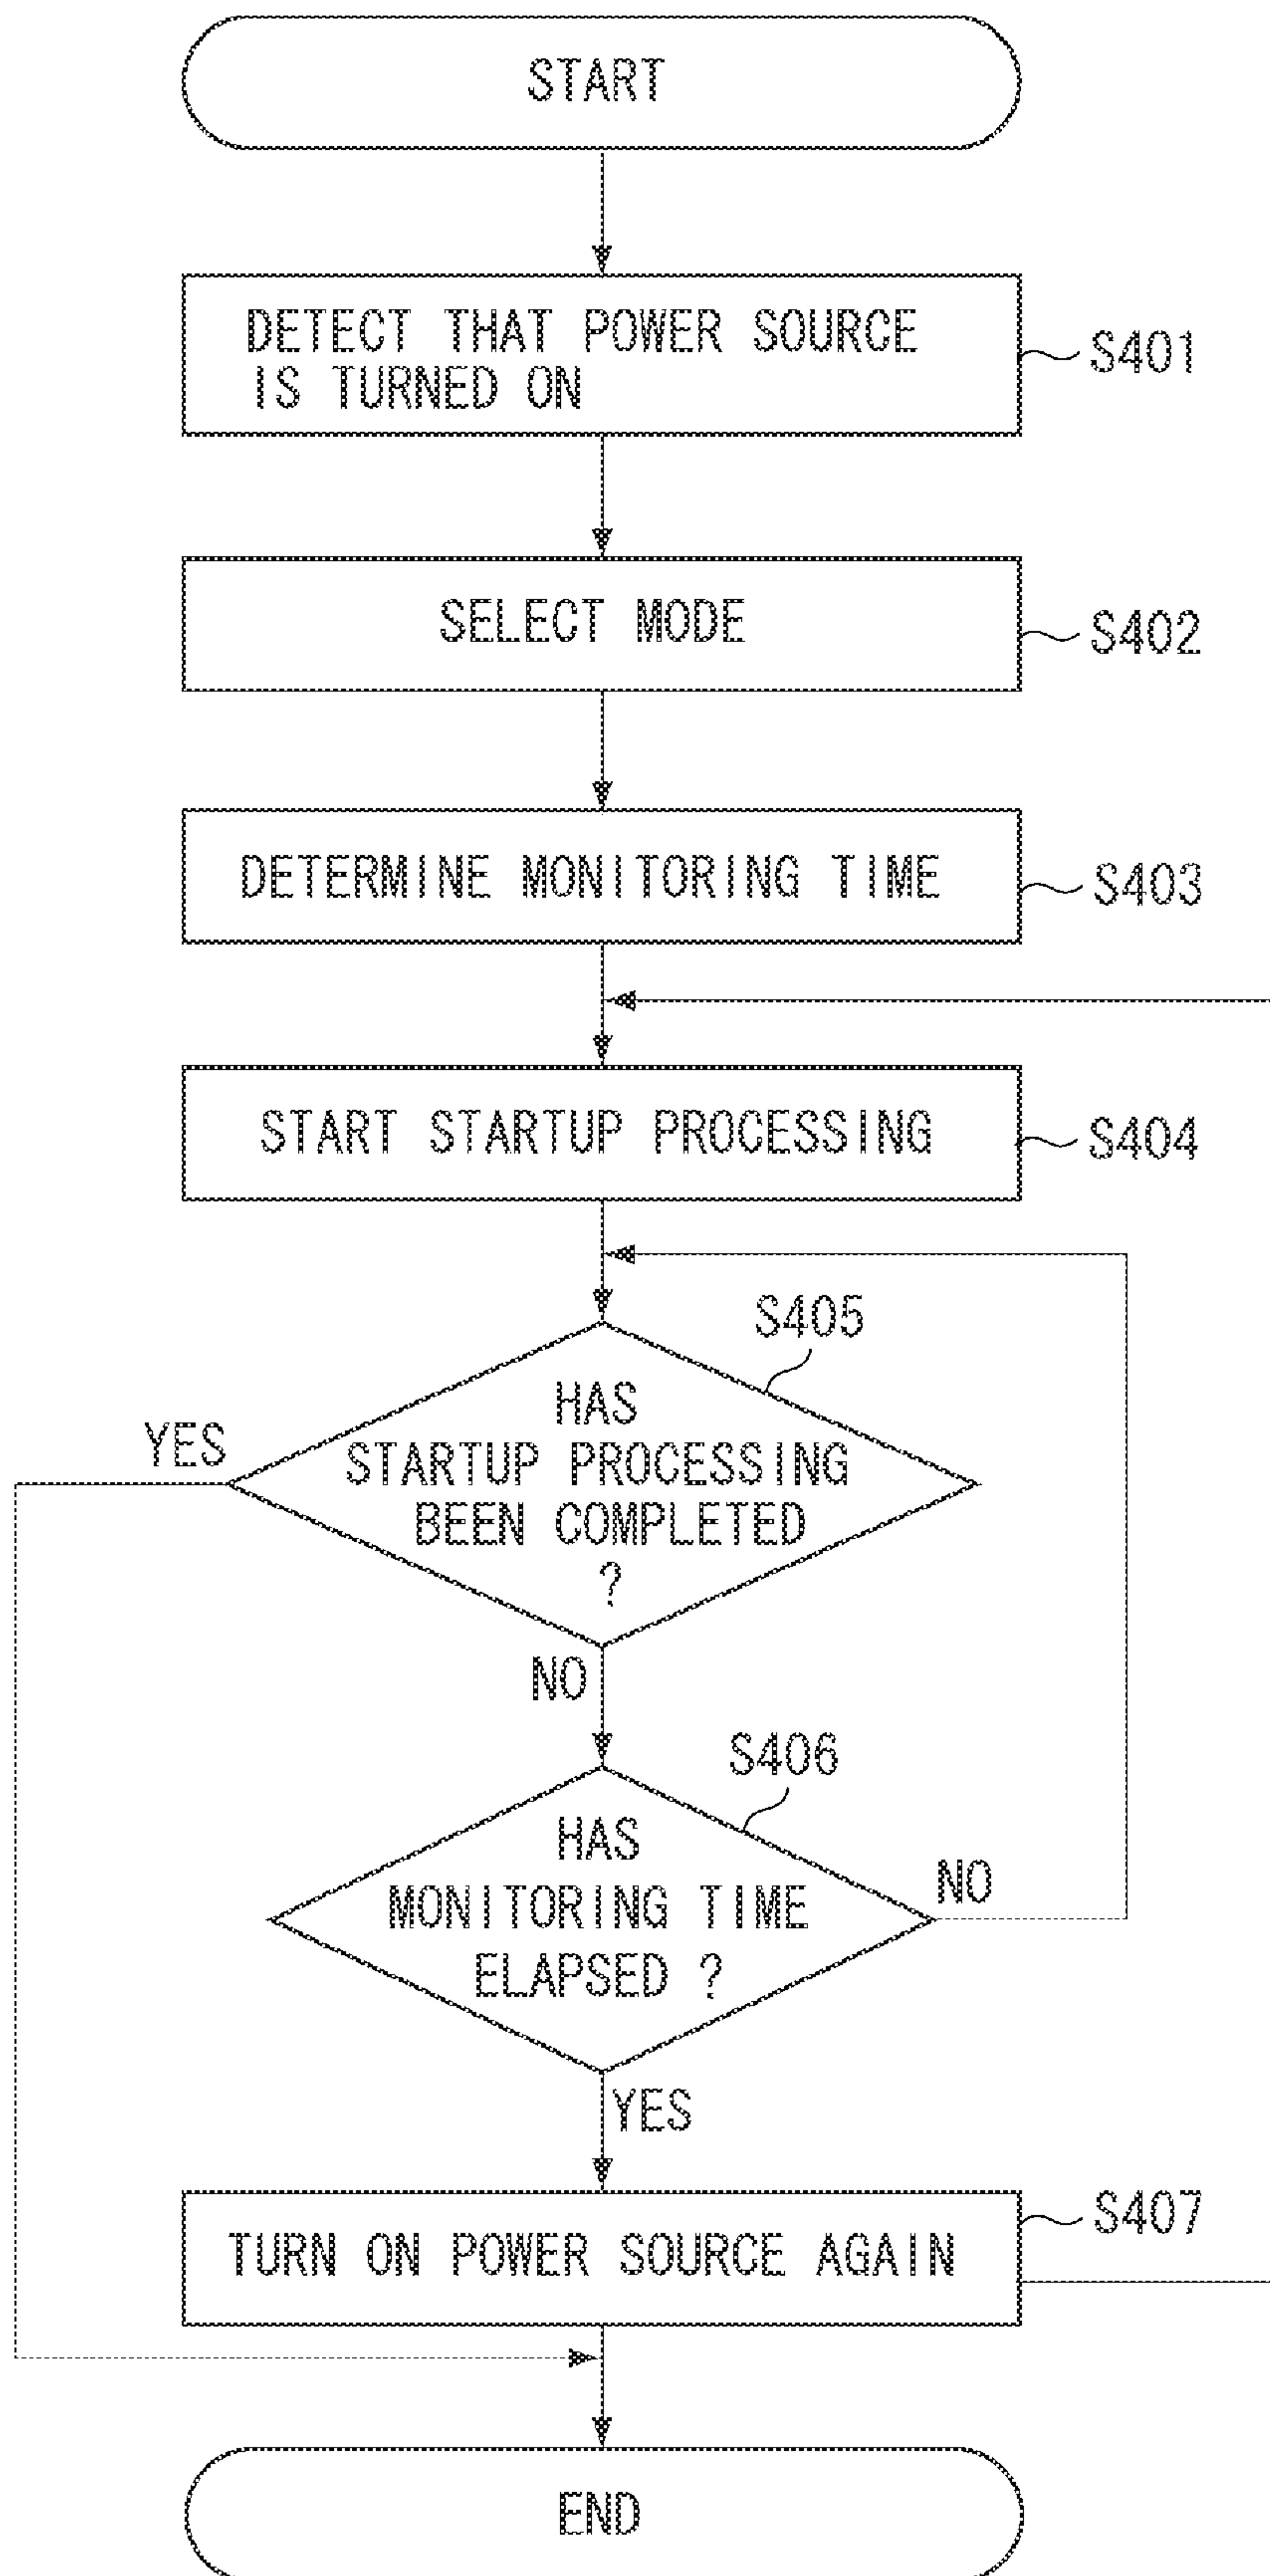 START
DETECT THAT POWER SOURCE
IS TURNED ON
S401
SELECT MODE
S402
DETERMINE MONITORING TIME
S403
START STARTUP PROCESSING
S404
S405
HAS
STARTUP PROCESSING
BEEN COMPLETED
?
YES
NO
S406
HAS
MONITORING TIME
ELAPSED ?
NO
YES
TURN ON POWER SOURCE AGAIN
S407
END